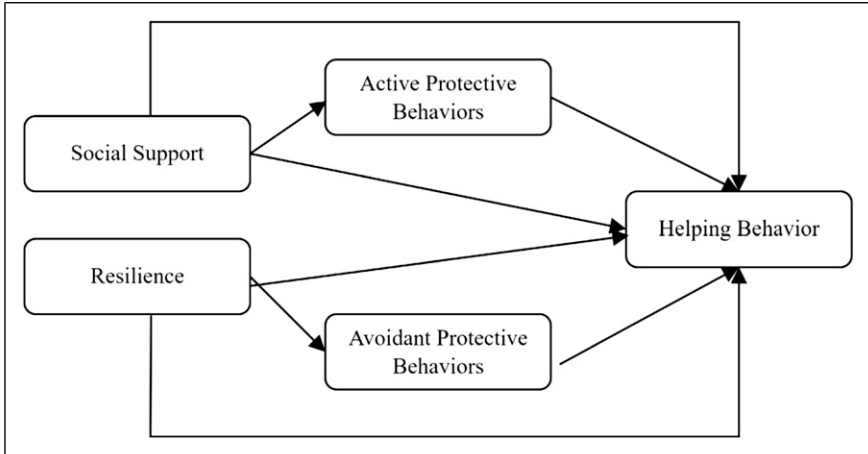 Active Protective
Behaviors
Social Support
Helping Behavior
Resilience
Avoidant Protective
Behaviors